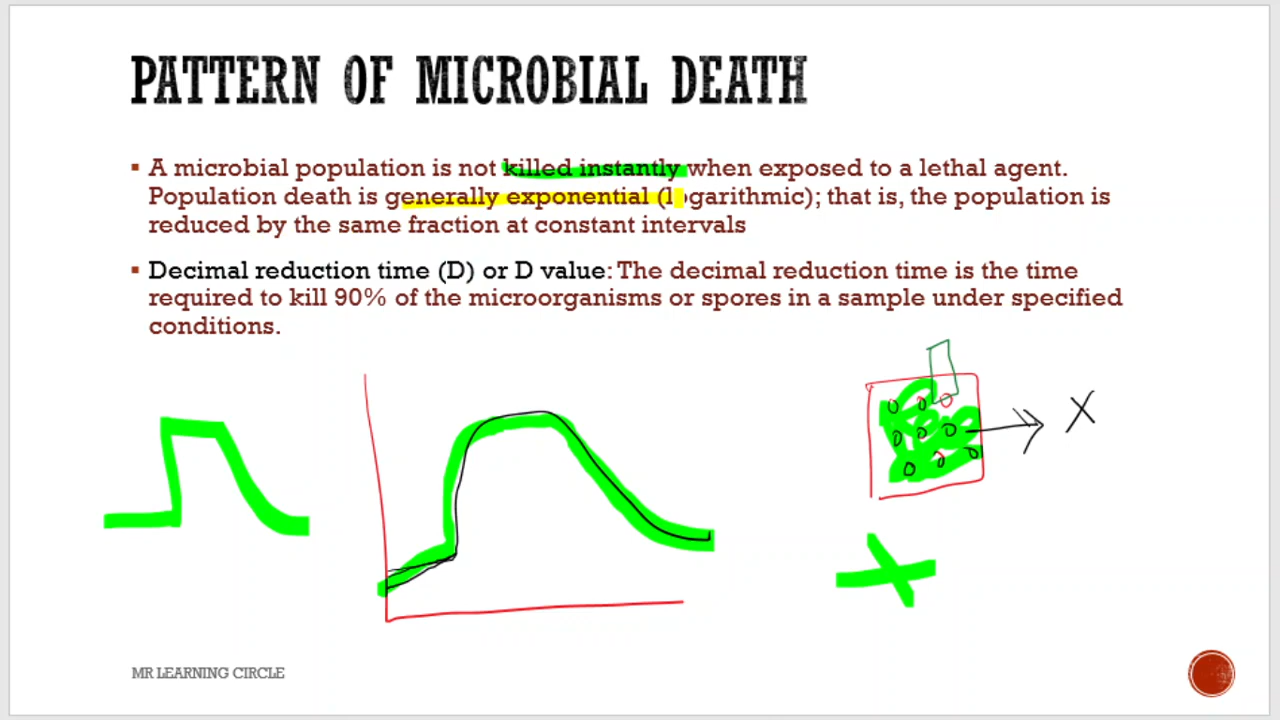 PATTERN OF MICROBIAL DEATH
▪ A microbial population is not killed instantly when exposed to a lethal agent.
Population death is generally exponential (logarithmic); that is, the population is
reduced by the same fraction at constant intervals
▪ Decimal reduction time (D) or D value: The decimal reduction time is the time
required to kill 90% of the microorganisms or spores in a sample under specified
conditions.
X
MR LEARNING CIRCLE